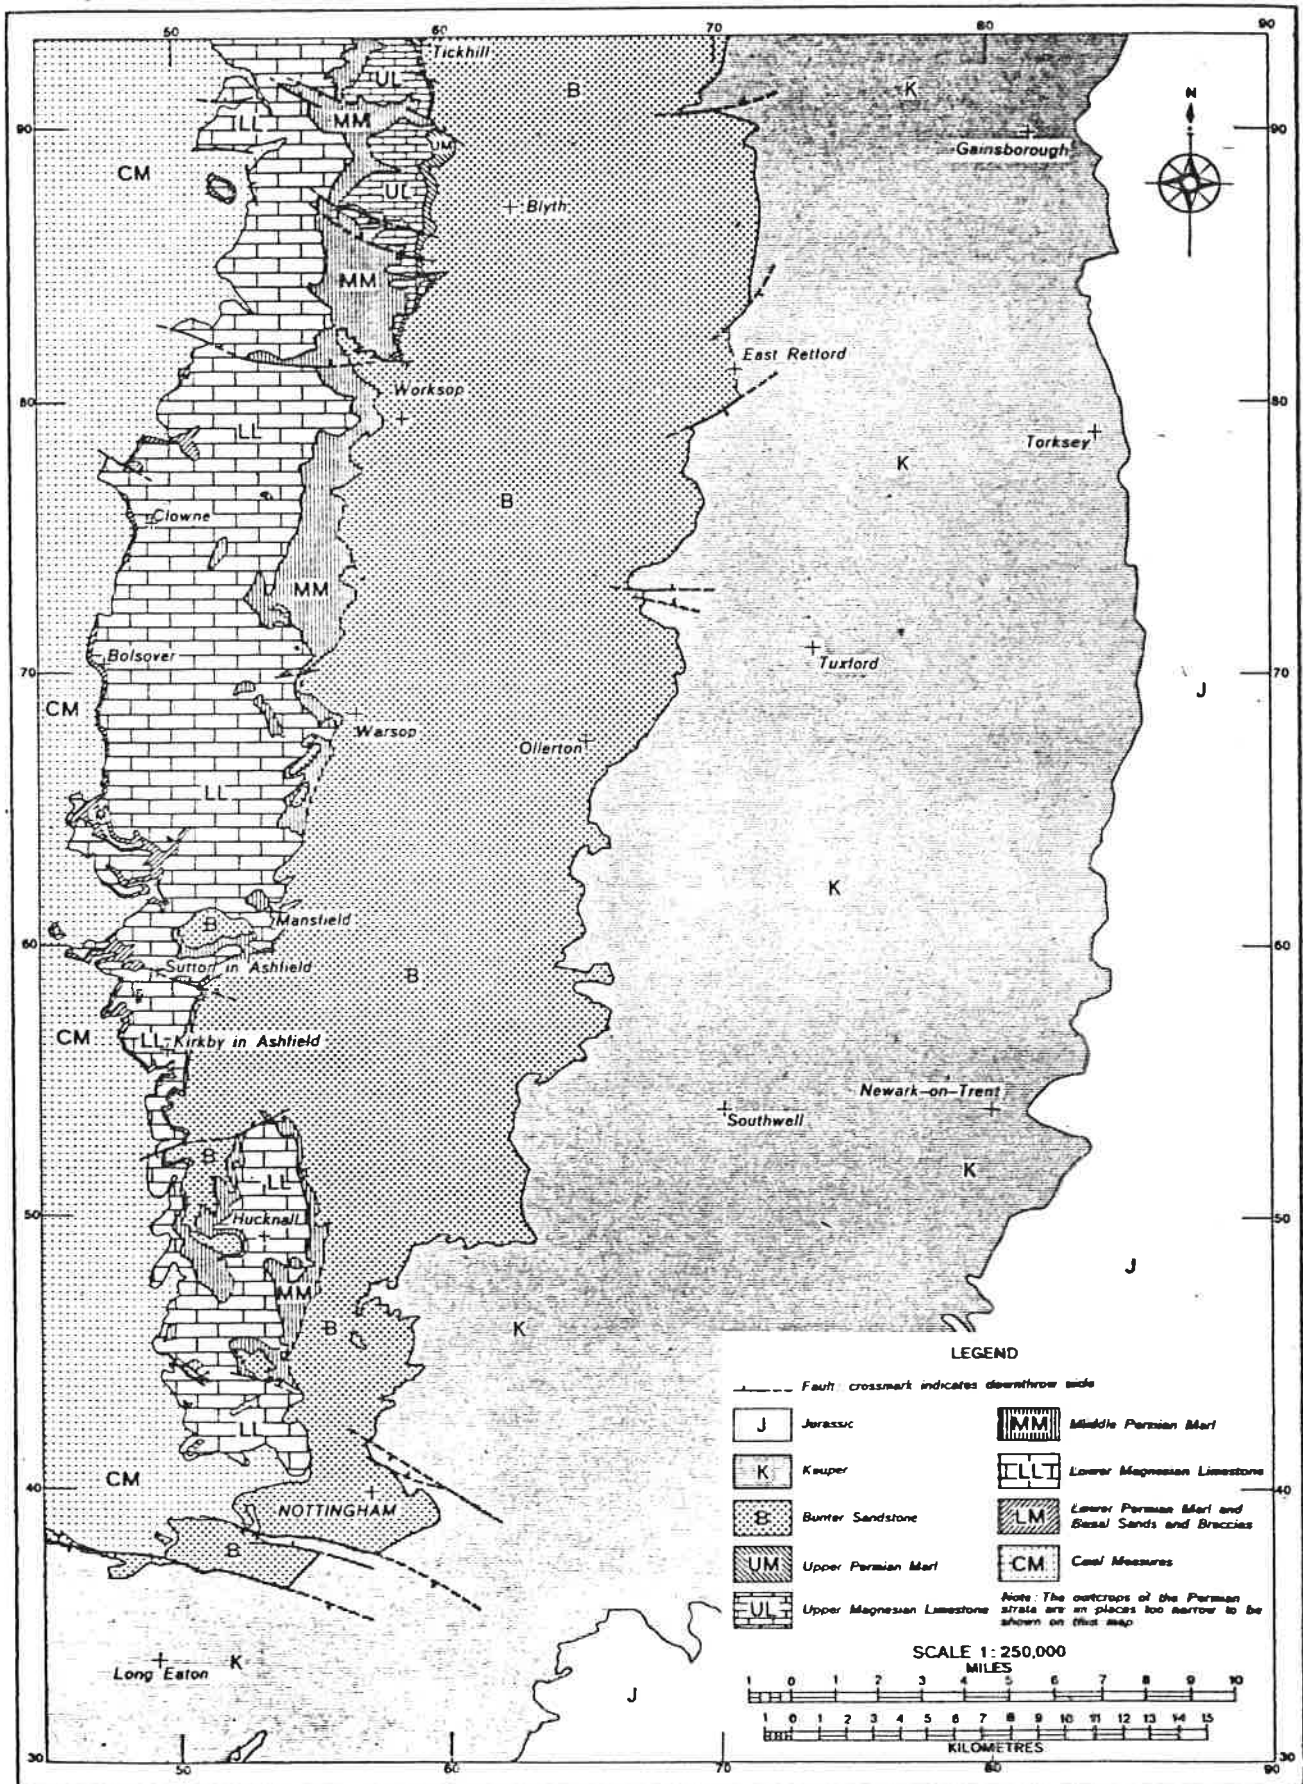 50
60
70
80
90
Tickhill
UL
B
K
N
LL
MM
90
90
UM
Gainsborough
CM
UL
Blyth
MM
East Retford
Worksop
80
80
LL
Torksey
K
B
Clowne
MM
Bolsover
Tuxford
70
70
J
CM
Warsop
Ollerton
LL
K
B
Mansfield
60
60
Sutton in Ashfield
B
CM
LL
Kirkby in Ashfield
Newark-on-Trent
Southwell
B
K
LL
50
Hucknall
50
J
MM
B
K
LL
CM
40
NOTTINGHAM
40
B
Long Eaton
K
J
30
30
50
60
70
80
90
LEGEND
Fault: crossmark indicates downthrow side
J Jurassic
MM Middle Permian Marl
K Keuper
LL Lower Magnesian Limestone
B Bunter Sandstone
LM Lower Permian Marl and
Basal Sands and Breccias
UM Upper Permian Marl
CM Coal Measures
UL Upper Magnesian Limestone
Note: The outcrops of the Permian
strata are in places too narrow to be
shown on this map
SCALE 1: 250,000
MILES
1 0 1 2 3 4 5 6 7 8 9 10
1 0 1 2 3 4 5 6 7 8 9 10 11 12 13 14 15
KILOMETRES